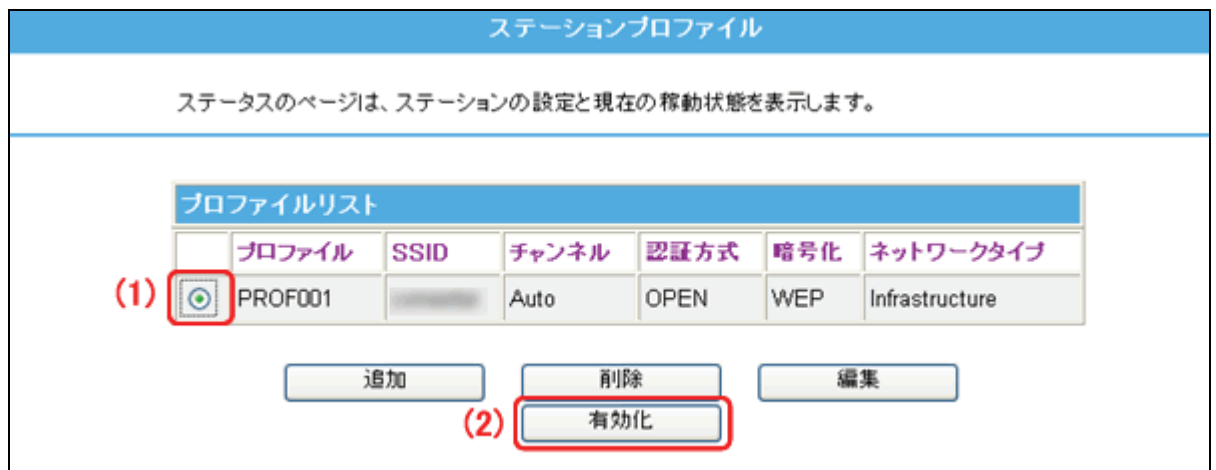 ステーションプロファイル
ステータスのページは、ステーションの設定と現在の稼動状態を表示します。
プロファイルリスト
プロファイル SSID チャンネル 認証方式 暗号化 ネットワークタイプ
(1) PROF001 Auto OPEN WEP Infrastructure
追加 削除 編集
(2) 有効化